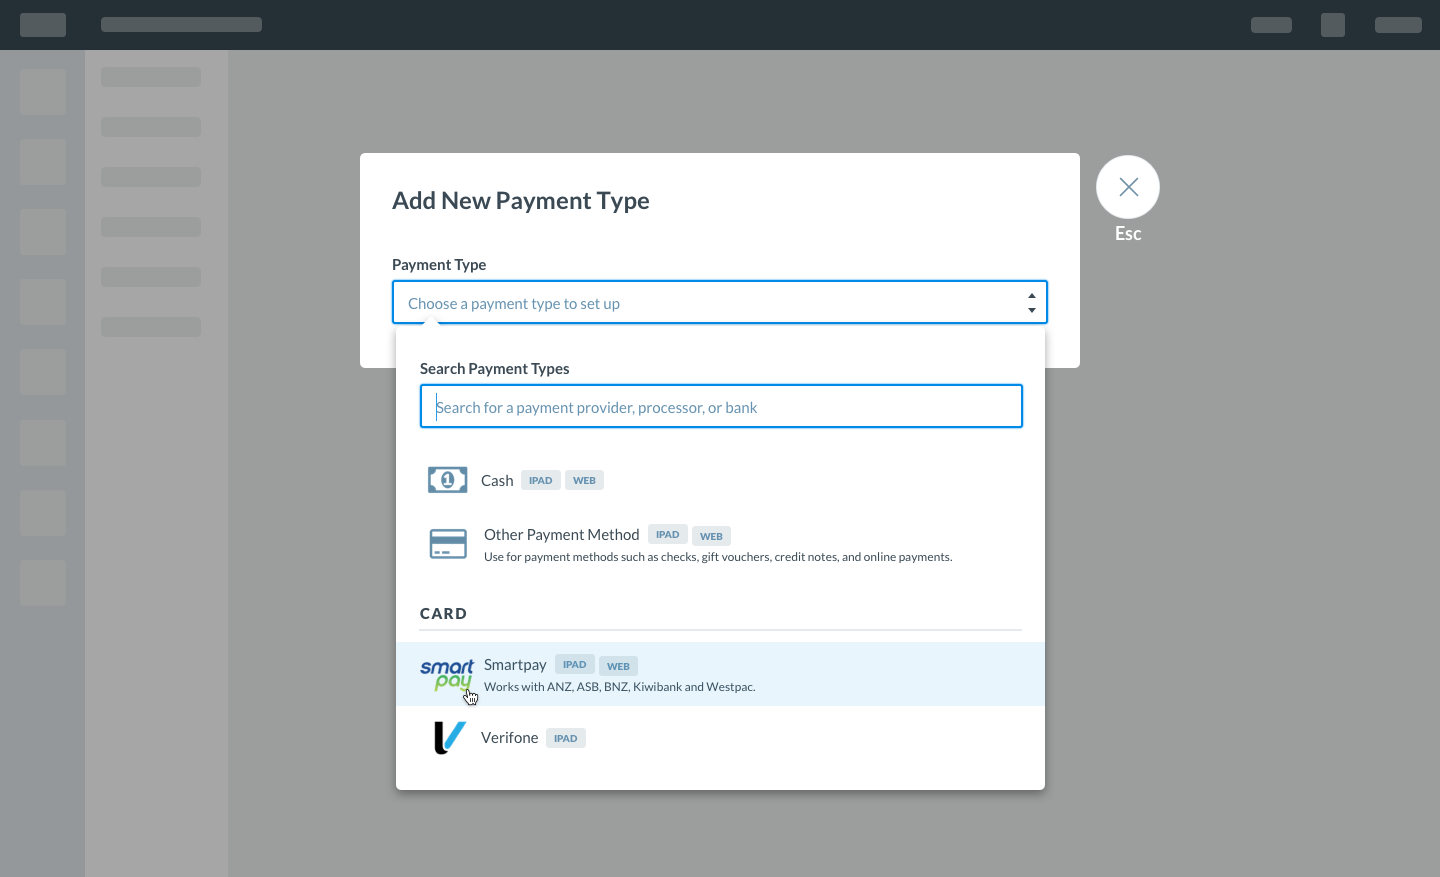 Add New Payment Type
Esc
Payment Type
Choose a payment type to set up
Search Payment Types
Search for a payment provider, processor, or bank
1
Cash IPAD WEB
Other Payment Method IPAD WEB
Use for payment methods such as checks, gift vouchers, credit notes, and online payments.
CARD
smart
pay
Smartpay IPAD WEB
Works with ANZ, ASB, BNZ, Kiwibank and Westpac.
Verifone IPAD